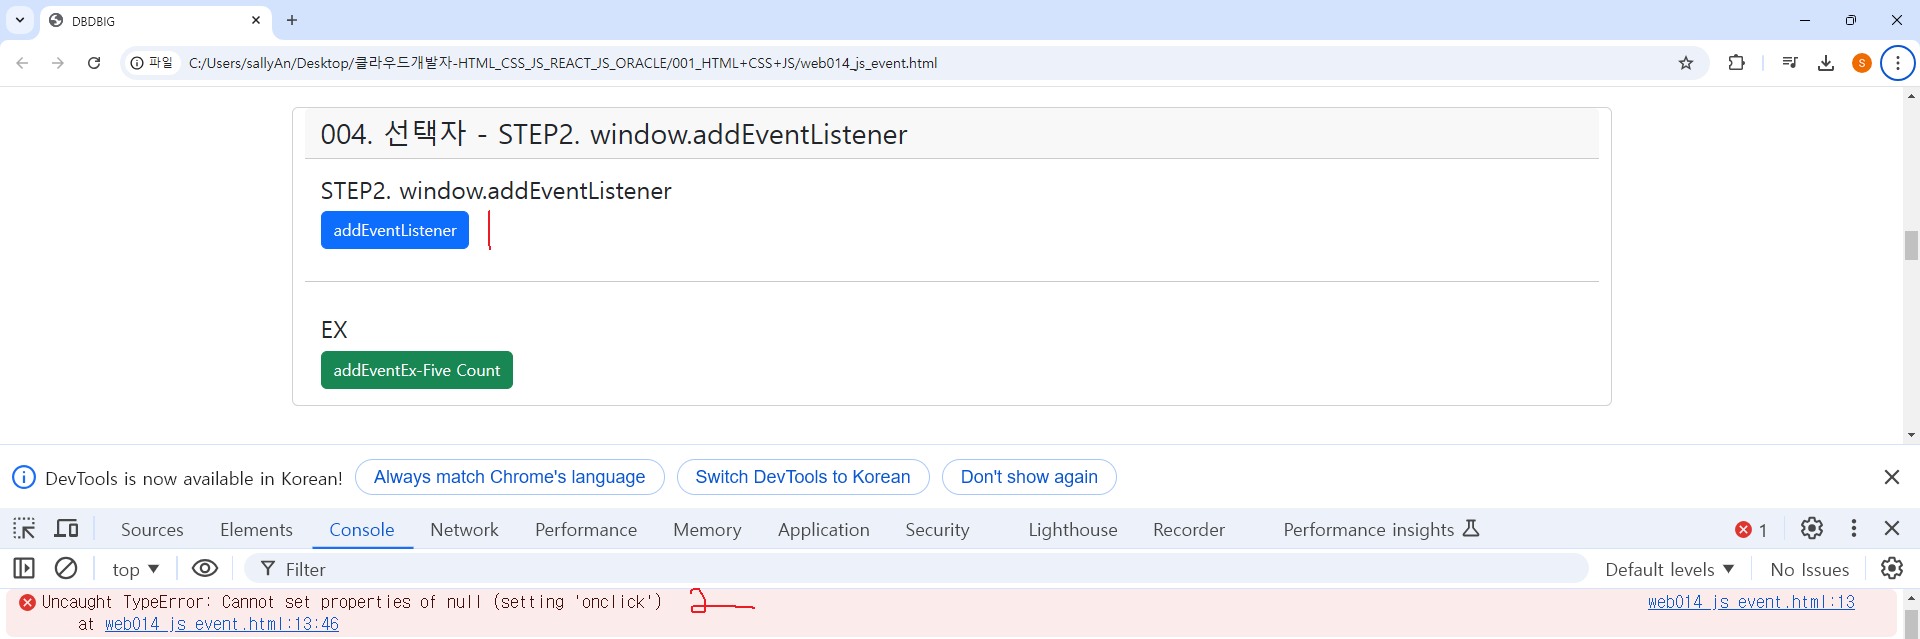 DBDBIG
파일 C:/Users/sallyAn/Desktop/클라우드개발자-HTML_CSS_JS_REACT_JS_ORACLE/001_HTML+CSS+JS/web014_js_event.html
S
004. 선택자 - STEP2. window.addEventListener
STEP2. window.addEventListener
addEventListener
EX
addEventEx-Five Count
DevTools is now available in Korean! Always match Chrome's language Switch DevTools to Korean Don't show again
Sources Elements Console Network Performance Memory Application Security Lighthouse Recorder Performance insights 1
top Filter Default levels No Issues
Uncaught TypeError: Cannot set properties of null (setting 'onclick') 2 web014_js_event.html:13
at web014_js_event.html:13:46